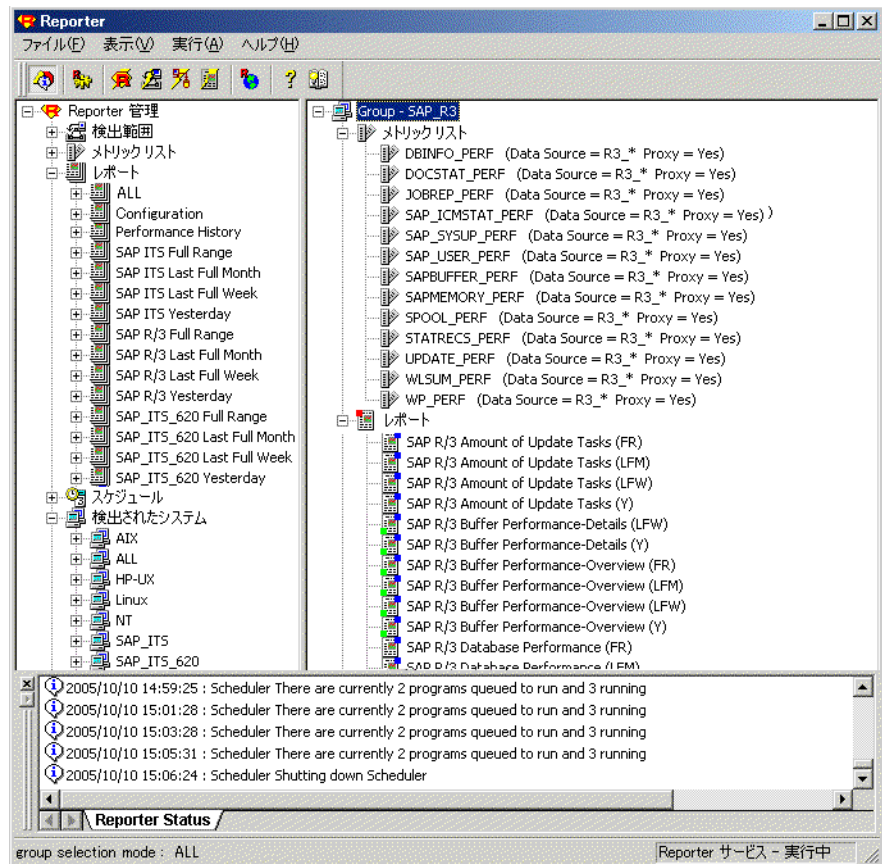 Reporter
ファイル(F) 表示(V) 実行(A) ヘルプ(H)
Reporter 管理
検出範囲
メトリック リスト
レポート
ALL
Configuration
Performance History
SAP ITS Full Range
SAP ITS Last Full Month
SAP ITS Last Full Week
SAP ITS Yesterday
SAP R/3 Full Range
SAP R/3 Last Full Month
SAP R/3 Last Full Week
SAP R/3 Yesterday
SAP_ITS_620 Full Range
SAP_ITS_620 Last Full Month
SAP_ITS_620 Last Full Week
SAP_ITS_620 Yesterday
スケジュール
検出されたシステム
AIX
ALL
HP-UX
Linux
NT
SAP_ITS
SAP_ITS_620
Group - SAP_R3
メトリック リスト
DBINFO_PERF (Data Source = R3_* Proxy = Yes)
DOCSTAT_PERF (Data Source = R3_* Proxy = Yes)
JOBREP_PERF (Data Source = R3_* Proxy = Yes)
SAP_ICMSTAT_PERF (Data Source = R3_* Proxy = Yes) )
SAP_SYSUP_PERF (Data Source = R3_* Proxy = Yes)
SAP_USER_PERF (Data Source = R3_* Proxy = Yes)
SAPBUFFER_PERF (Data Source = R3_* Proxy = Yes)
SAPMEMORY_PERF (Data Source = R3_* Proxy = Yes)
SPOOL_PERF (Data Source = R3_* Proxy = Yes)
STATRECS_PERF (Data Source = R3_* Proxy = Yes)
UPDATE_PERF (Data Source = R3_* Proxy = Yes)
WLSUM_PERF (Data Source = R3_* Proxy = Yes)
WP_PERF (Data Source = R3_* Proxy = Yes)
レポート
SAP R/3 Amount of Update Tasks (FR)
SAP R/3 Amount of Update Tasks (LFM)
SAP R/3 Amount of Update Tasks (LFW)
SAP R/3 Amount of Update Tasks (Y)
SAP R/3 Buffer Performance-Details (LFW)
SAP R/3 Buffer Performance-Details (Y)
SAP R/3 Buffer Performance-Overview (FR)
SAP R/3 Buffer Performance-Overview (LFM)
SAP R/3 Buffer Performance-Overview (LFW)
SAP R/3 Buffer Performance-Overview (Y)
SAP R/3 Database Performance (FR)
SAP R/3 Database Performance (LFM)
2005/10/10 14:59:25 : Scheduler There are currently 2 programs queued to run and 3 running
2005/10/10 15:01:28 : Scheduler There are currently 2 programs queued to run and 3 running
2005/10/10 15:03:28 : Scheduler There are currently 2 programs queued to run and 3 running
2005/10/10 15:05:31 : Scheduler There are currently 2 programs queued to run and 3 running
2005/10/10 15:06:24 : Scheduler Shutting down Scheduler
Reporter Status
group selection mode : ALL
Reporter サービス - 実行中